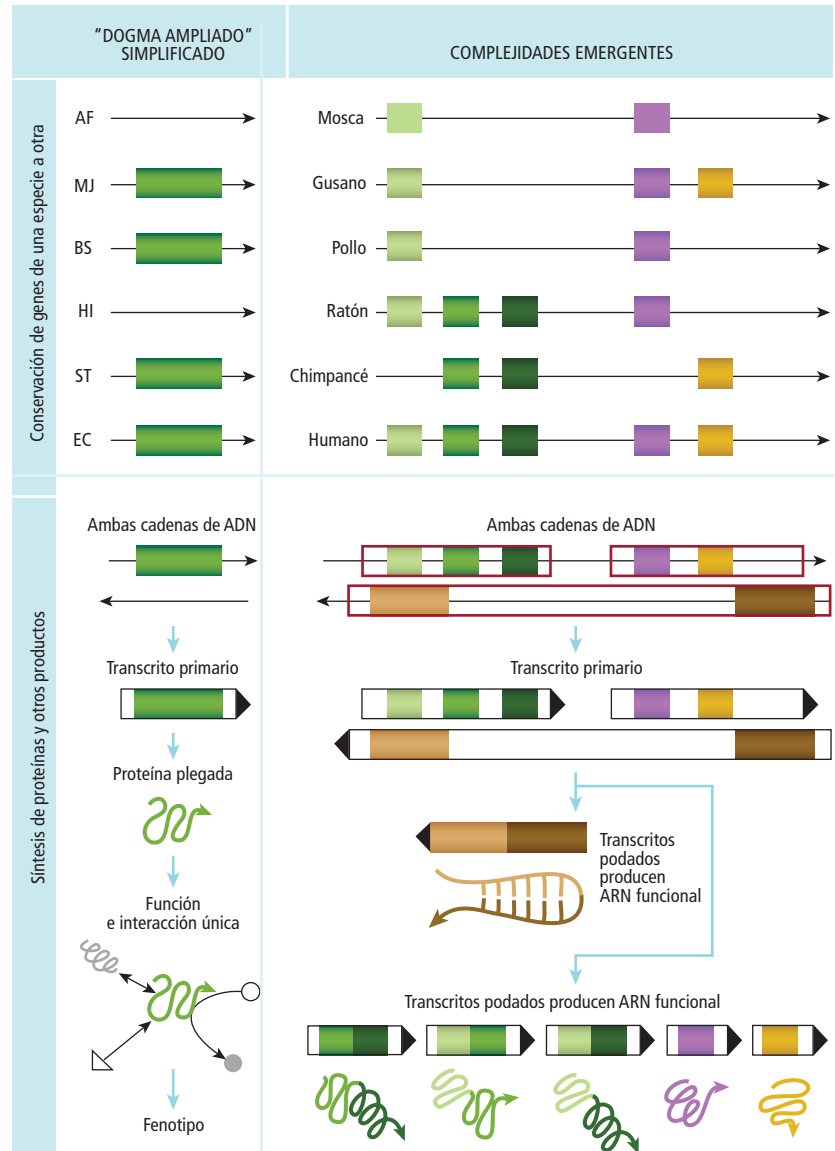 "DOGMA AMPLIADO"
SIMPLIFICADO
COMPLEJIDADES EMERGENTES
Conservación de genes de una especie a otra
AF
MJ
BS
HI
ST
EC
Mosca
Gusano
Pollo
Ratón
Chimpancé
Humano
Síntesis de proteínas y otros productos
Ambas cadenas de ADN
Transcrito primario
Proteína plegada
Función
e interacción única
Fenotipo
Ambas cadenas de ADN
Transcrito primario
Transcritos
podados
producen
ARN funcional
Transcritos podados producen ARN funcional